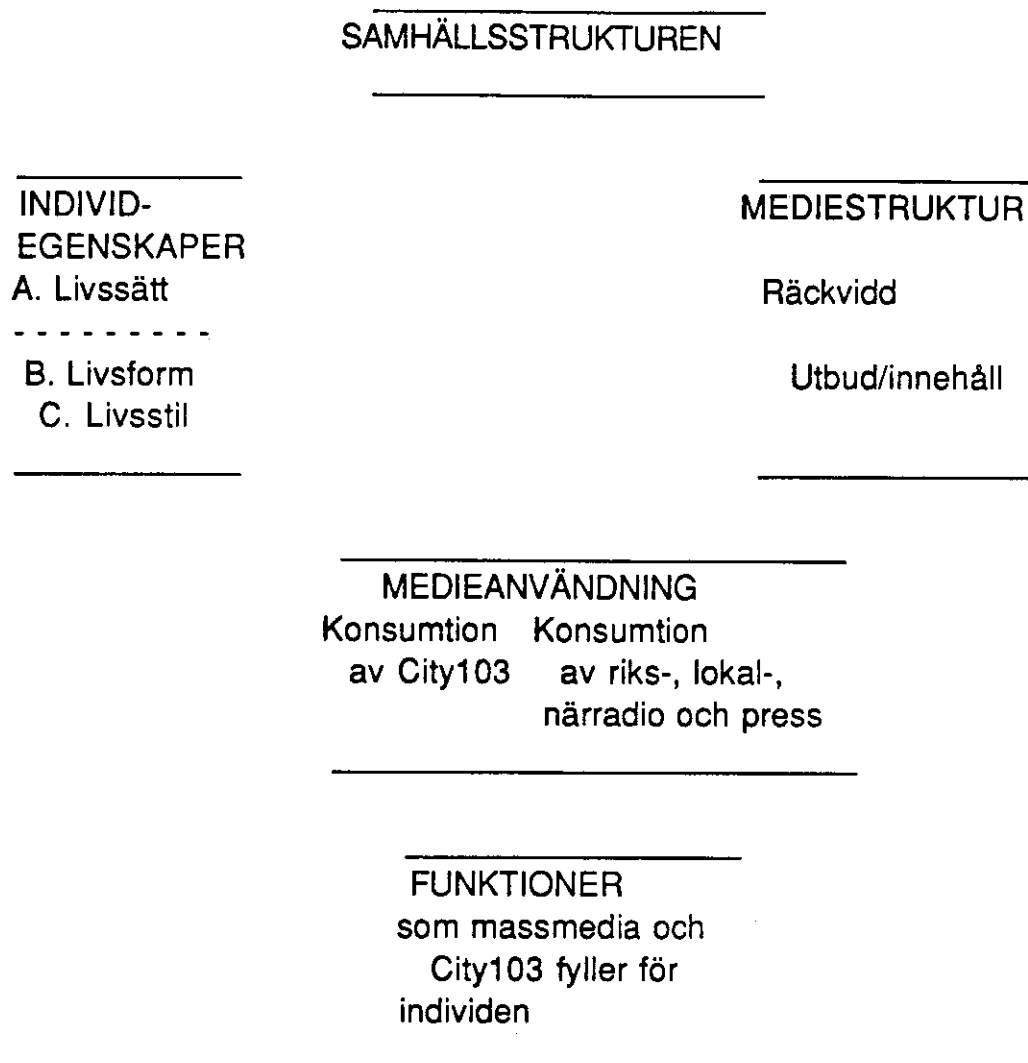 SAMHÄLLSSTRUKTUREN
INDIVID-
EGENSKAPER
A. Livssätt
B. Livsform
C. Livsstil
MEDIESTRUKTUR
Räckvidd
Utbud/innehåll
MEDIEANVÄNDNING
Konsumtion Konsumtion
av City103 av riks-, lokal-,
närradio och press
FUNKTIONER
som massmedia och
City103 fyller för
individen